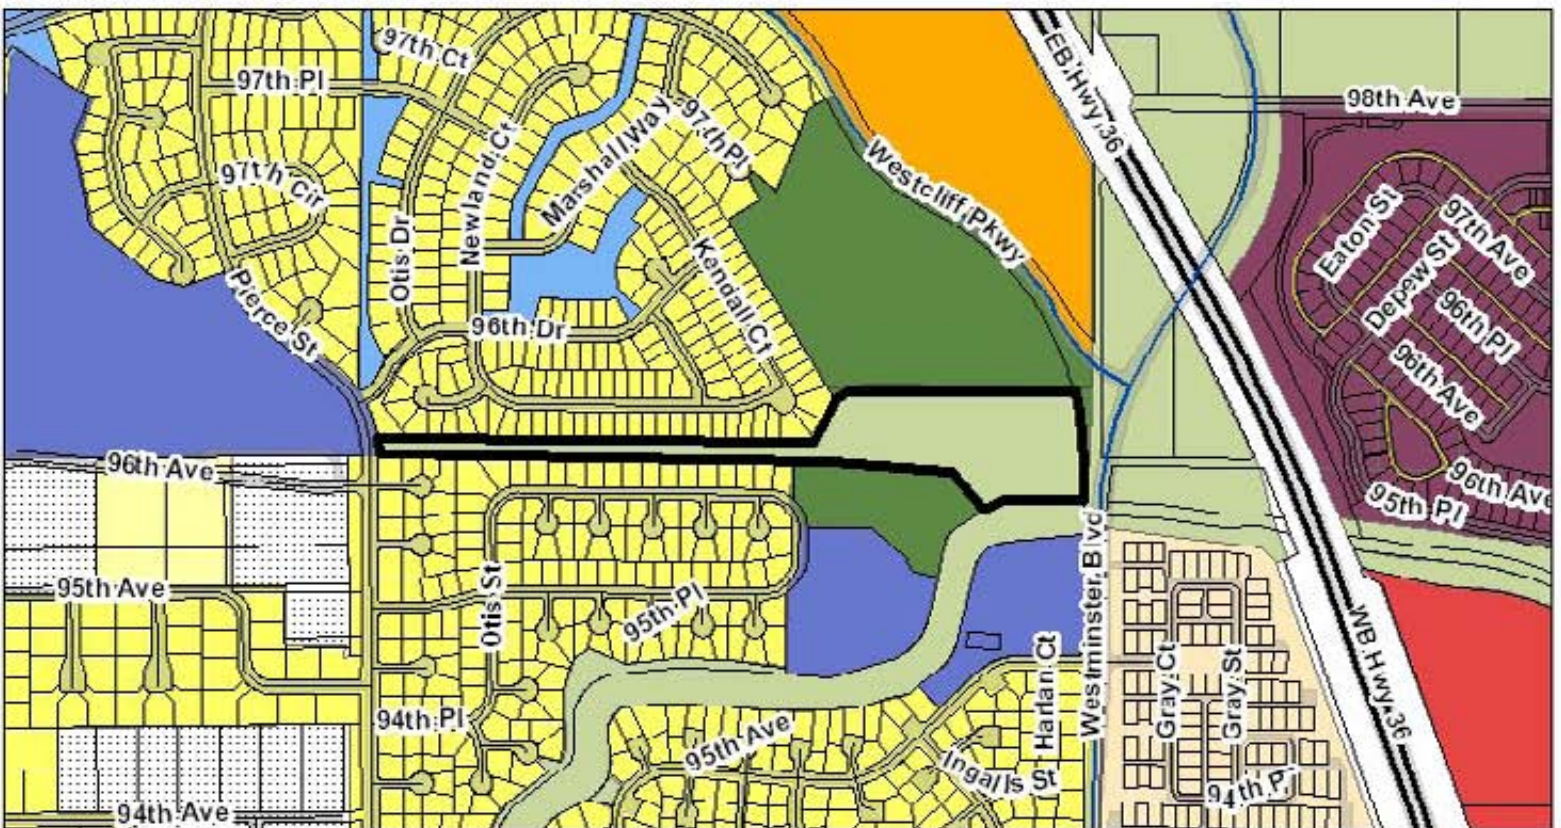 97th Ct
EB Hwy 36
97th Pl
98th Ave
97th Pl
Newland Ct
Marshall Way
Westcliff Pkwy
97th Cir
Eaton St
97th Ave
Otis Dr
Kendall Ct
Depew St
Pierce St
96th Dr
96th Pl
96th Ave
96th Ave
96th Ave
95th Pl
Westminster Blvd
95th Ave
Otis St
95th Pl
WB Hwy 36
Harlan Ct
Gray Ct
Gray St
94th Pl
95th Ave
Ingalls St
94th P
94th Ave